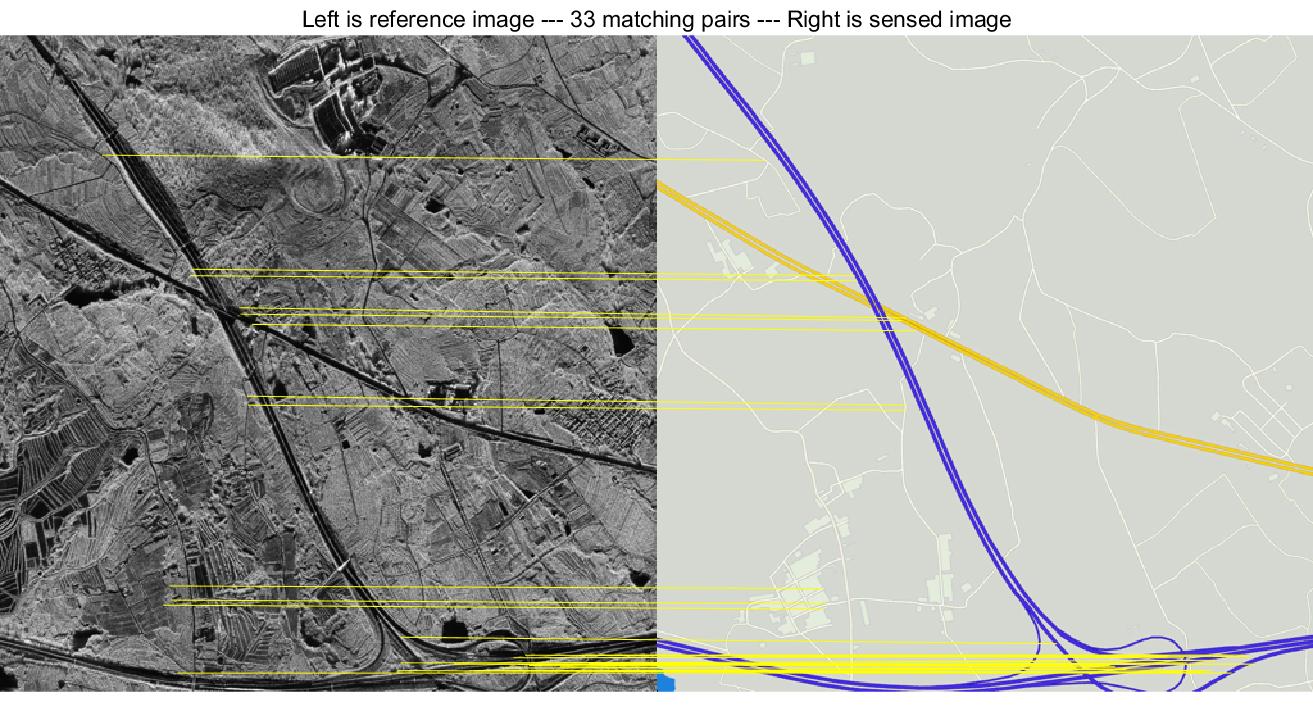 Left is reference image --- 33 matching pairs --- Right is sensed image